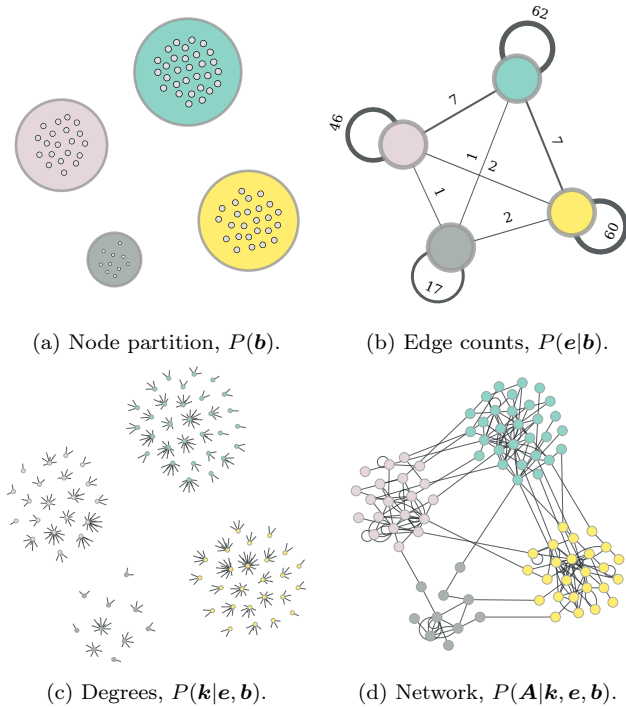 62
7
7
46
1
2
1
2
60
17
(a) Node partition, P(b).
(b) Edge counts, P(e|b).
(c) Degrees, P(k|e, b).
(d) Network, P(A|k, e, b).